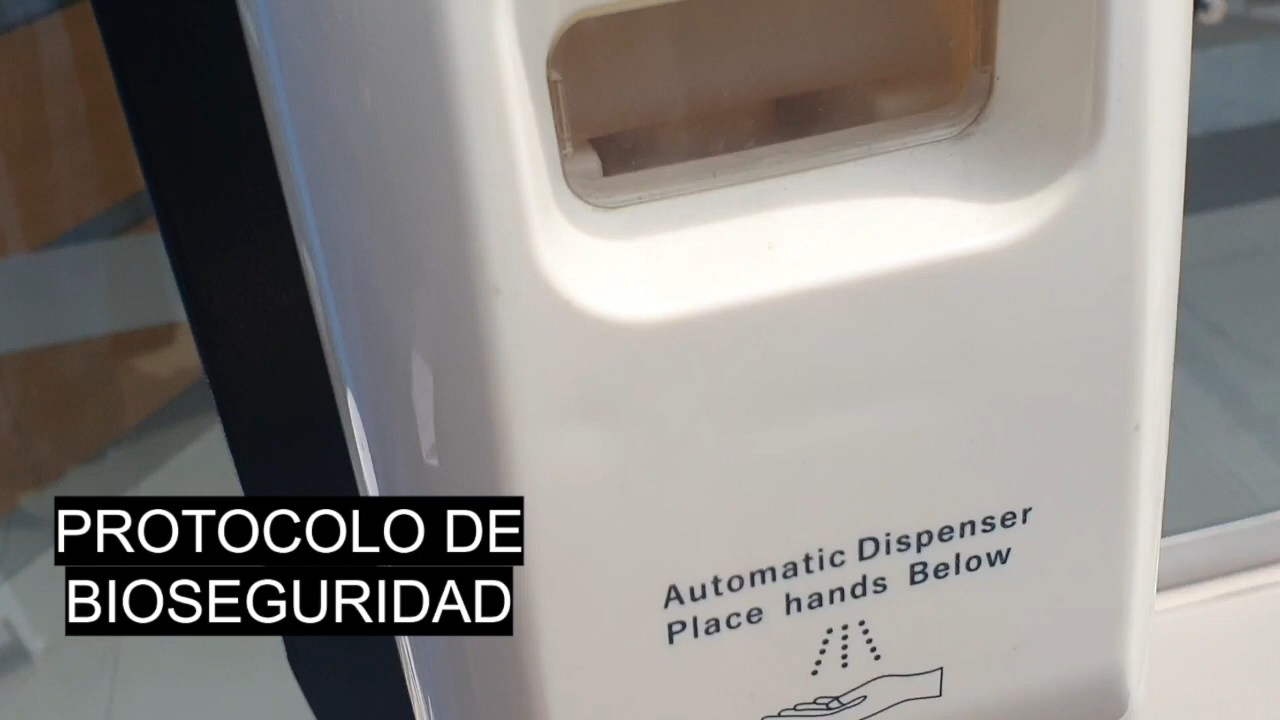 PROTOCOLO DE
BIOSEGURIDAD
Automatic Dispenser
Place hands Below